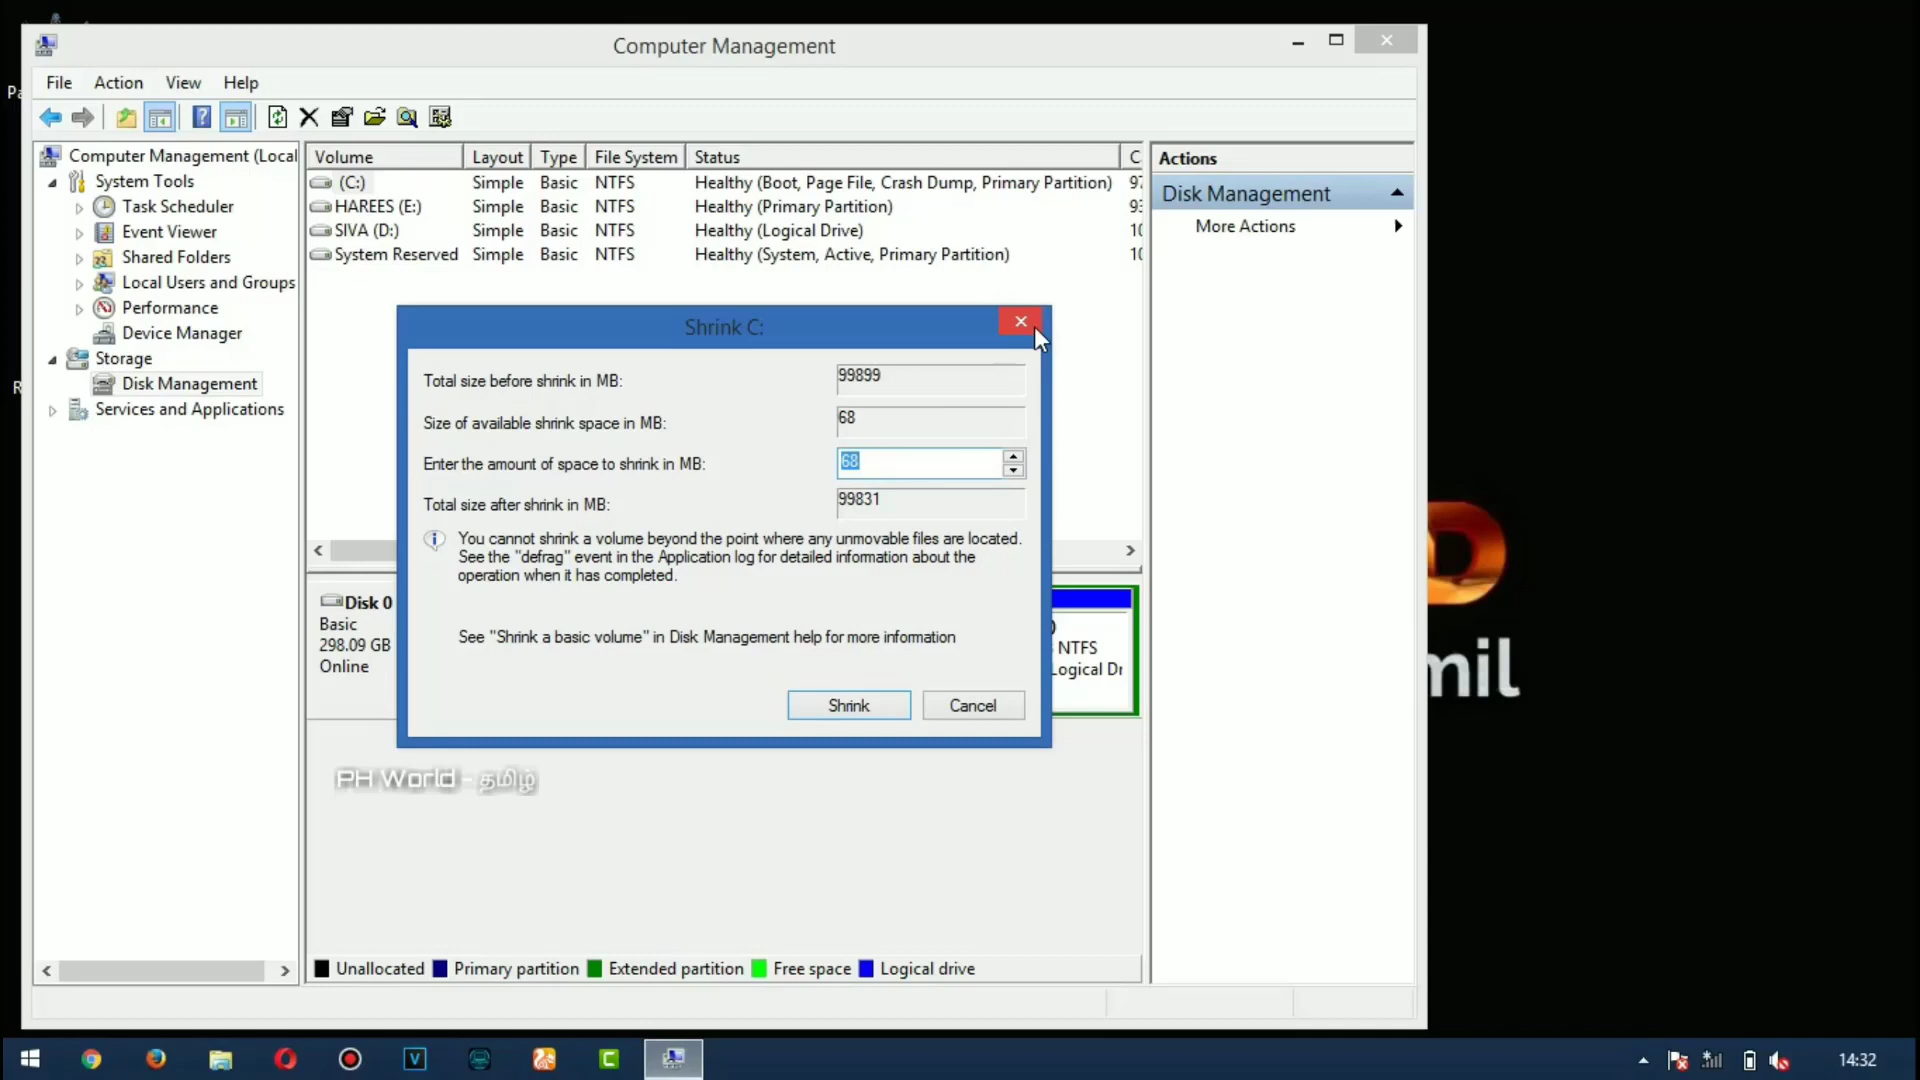 Computer Management
File Action View Help
Computer Management (Local
System Tools
Task Scheduler
Event Viewer
Shared Folders
Local Users and Groups
Performance
Device Manager
Storage
Disk Management
Services and Applications
Volume Layout Type File System Status C
(C:) Simple Basic NTFS Healthy (Boot, Page File, Crash Dump, Primary Partition) 97
HAREES (E:) Simple Basic NTFS Healthy (Primary Partition) 93
SIVA (D:) Simple Basic NTFS Healthy (Logical Drive) 10
System Reserved Simple Basic NTFS Healthy (System, Active, Primary Partition) 10
Actions
Disk Management
More Actions
Shrink C:
Total size before shrink in MB: 99899
Size of available shrink space in MB: 68
Enter the amount of space to shrink in MB: 68
Total size after shrink in MB: 99831
You cannot shrink a volume beyond the point where any unmovable files are located.
See the "defrag" event in the Application log for detailed information about the
operation when it has completed.
See "Shrink a basic volume" in Disk Management help for more information
Shrink Cancel
Disk 0
Basic
298.09 GB
Online
NTFS
Logical Dr
PH World - தமிழ்
Unallocated Primary partition Extended partition Free space Logical drive
Pa
R
D
mil
14:32